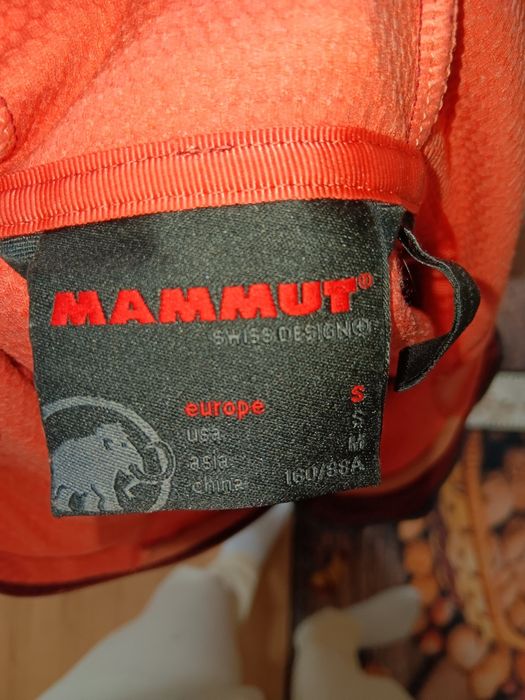 MAMMUT®
SWISS DESIGN
europe S
usa S
asia M
china 160/88A